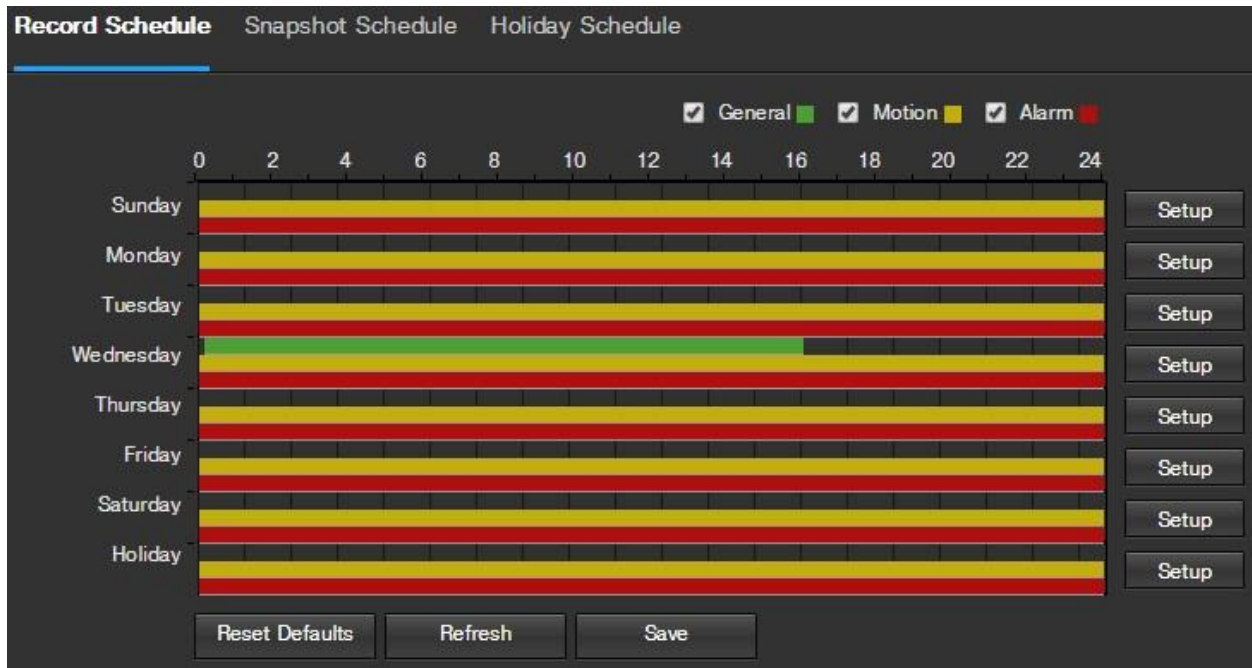 Record Schedule Snapshot Schedule Holiday Schedule
General Motion Alarm
0 2 4 6 8 10 12 14 16 18 20 22 24
Sunday Setup
Monday Setup
Tuesday Setup
Wednesday Setup
Thursday Setup
Friday Setup
Saturday Setup
Holiday Setup
Reset Defaults Refresh Save